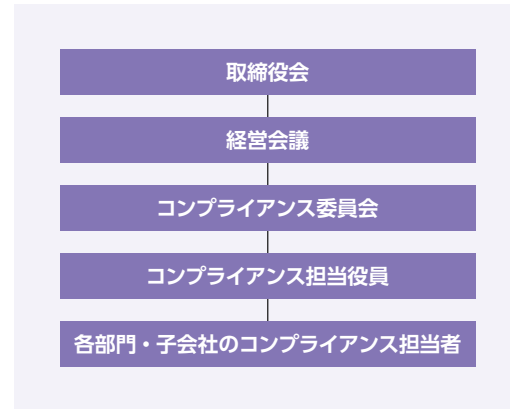 取締役会
経営会議
コンプライアンス委員会
コンプライアンス担当役員
各部門・子会社のコンプライアンス担当者